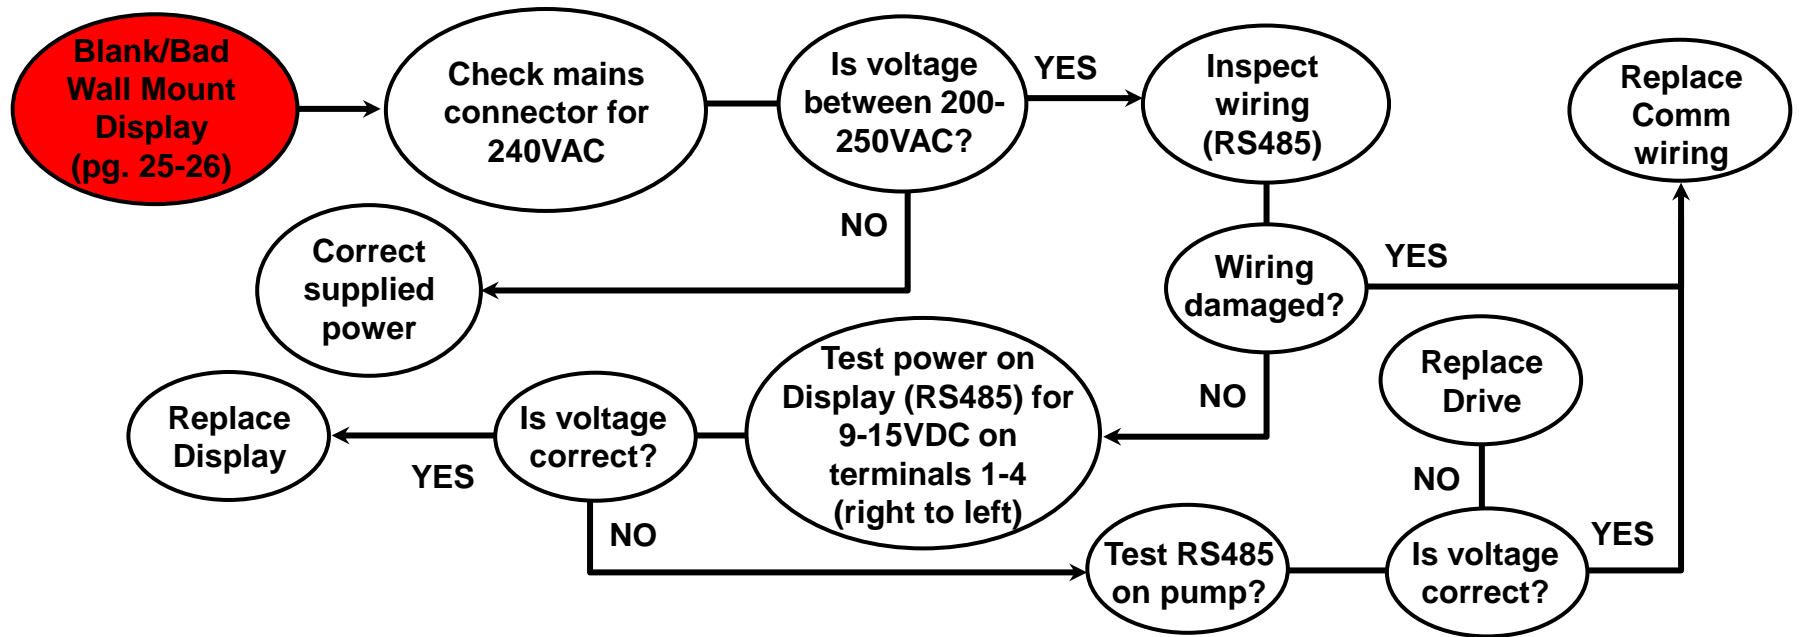 Blank/Bad
Wall Mount
Display
(pg. 25-26)
Check mains
connector for
240VAC
Is voltage
between 200-
250VAC?
YES
Inspect
wiring
(RS485)
Replace
Comm
wiring
NO
Correct
supplied
power
Wiring
damaged?
YES
NO
Replace
Drive
Test power on
Display (RS485) for
9-15VDC on
terminals 1-4
(right to left)
Is voltage
correct?
YES
Replace
Display
NO
Test RS485
on pump?
Is voltage
correct?
NO
YES